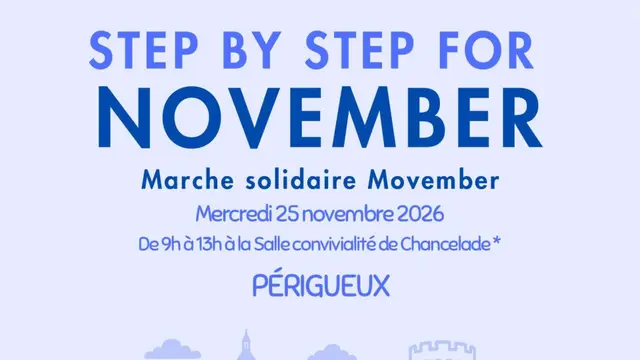 STEP BY STEP FOR
NOVEMBER
Marche solidaire Movember
Mercredi 25 novembre 2026
De 9h à 13h à la Salle convivialité de Chancelade*
PÉRIGUEUX